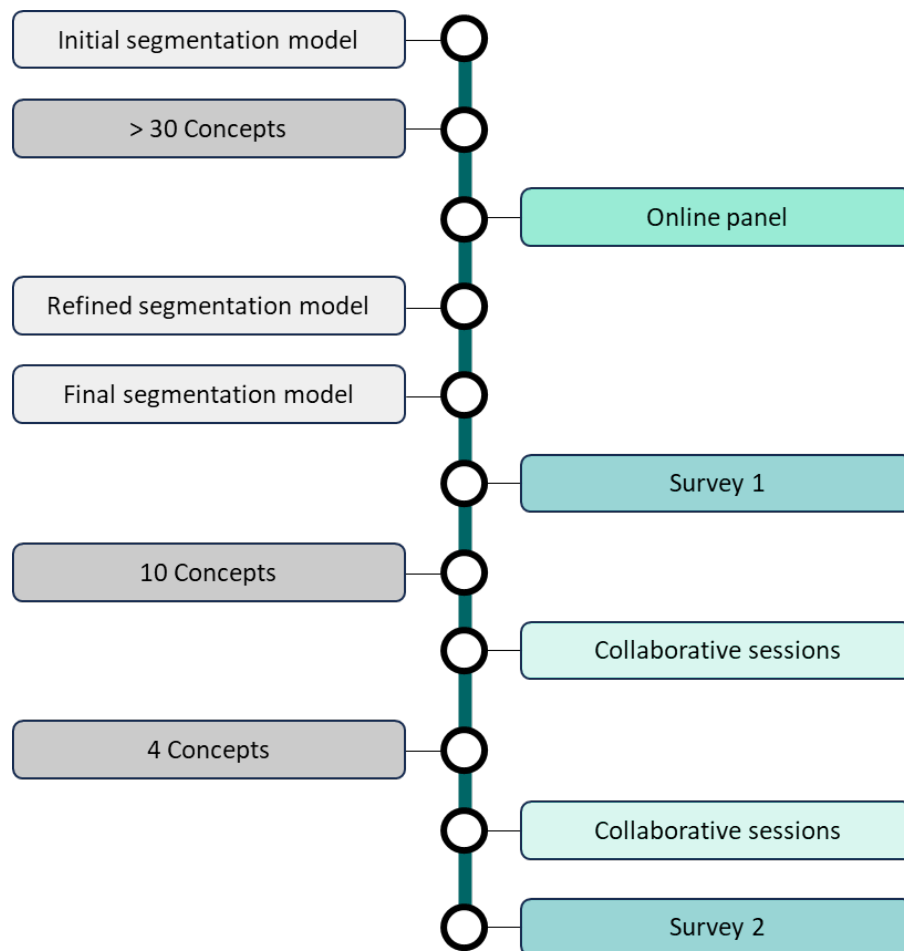 Initial segmentation model
> 30 Concepts
Online panel
Refined segmentation model
Final segmentation model
Survey 1
10 Concepts
Collaborative sessions
4 Concepts
Collaborative sessions
Survey 2